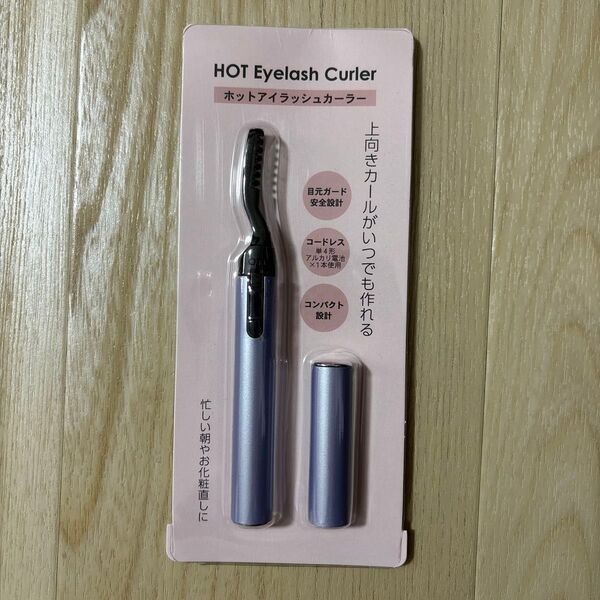 HOT Eyelash Curler
ホットアイラッシュカーラー
上向きカールがいつでも作れる
目元ガード
安全設計
コードレス
単4形
アルカリ電池
×1本使用
コンパクト
設計
忙しい朝やお化粧直しに